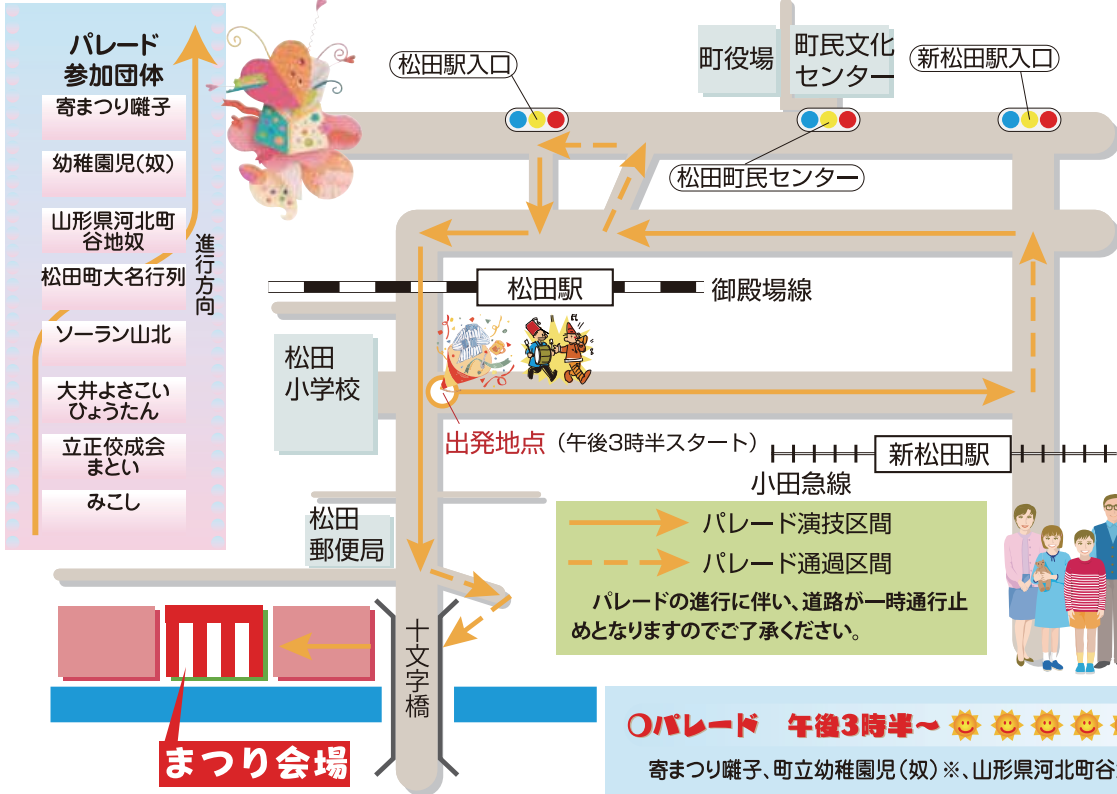 パレード
参加団体
寄まつり囃子
幼稚園児(奴)
山形県河北町
谷地奴
松田町大名行列
ソーラン山北
大井よさこい
ひょうたん
立正佼成会
まとい
みこし
進行方向
松田駅入口
町役場
町民文化
センター
新松田駅入口
松田町民センター
松田駅
御殿場線
松田
小学校
出発地点 (午後3時半スタート)
新松田駅
小田急線
松田
郵便局
パレード演技区間
パレード通過区間
パレードの進行に伴い、道路が一時通行止
めとなりますのでご了承ください。
十文字橋
まつり会場
○パレード 午後3時半~
寄まつり囃子、町立幼稚園児(奴)※、山形県河北町谷